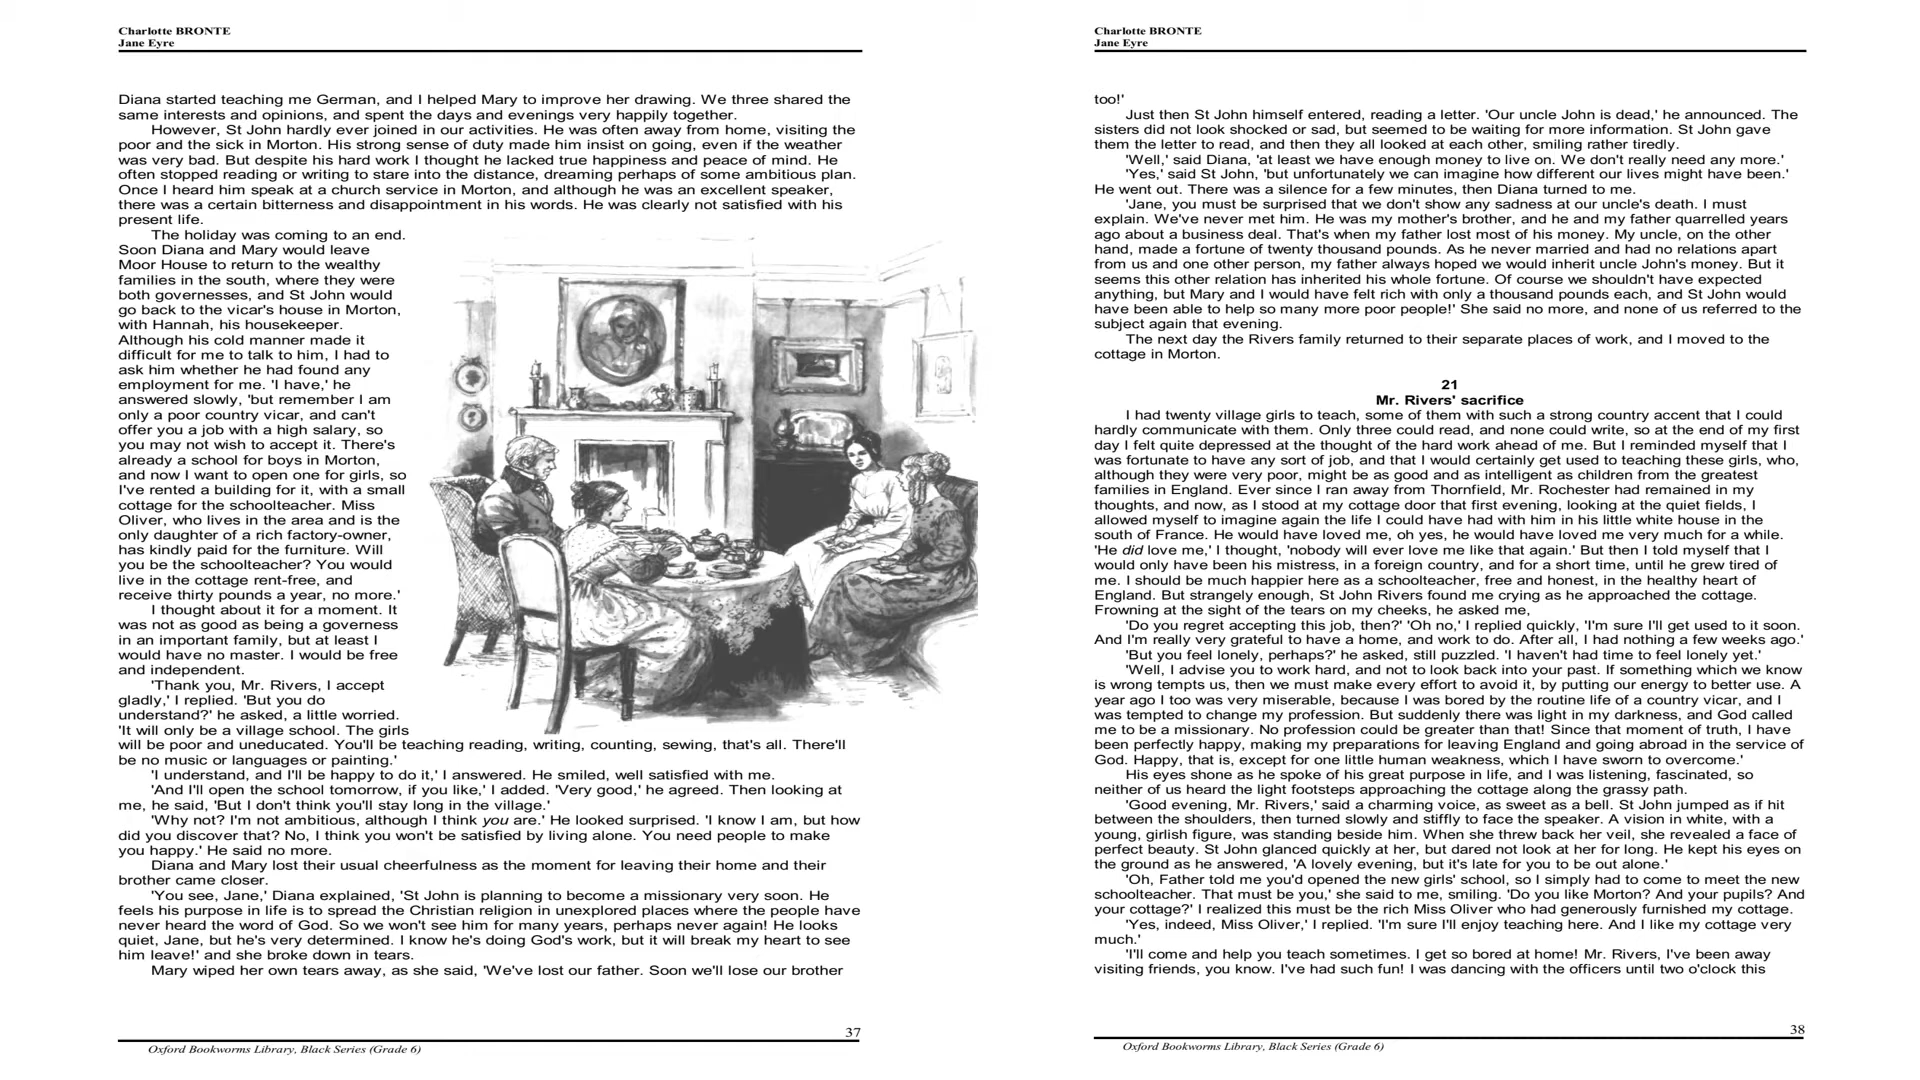 Charlotte BRONTE
Jane Eyre
Diana started teaching me German, and I helped Mary to improve her drawing. We three shared the
same interests and opinions, and spent the days and evenings very happily together.
However, St John hardly ever joined in our activities. He was often away from home, visiting the
poor and the sick in Morton. His strong sense of duty made him insist on going, even if the weather
was very bad. But despite his hard work I thought he lacked true happiness and peace of mind. He
often stopped reading or writing to stare into the distance, dreaming perhaps of some ambitious plan.
Once I heard him speak at a church service in Morton, and although he was an excellent speaker,
there was a certain bitterness and disappointment in his words. He was clearly not satisfied with his
present life.
The holiday was coming to an end.
Soon Diana and Mary would leave
Moor House to return to the wealthy
families in the south, where they were
both governesses, and St John would
go back to the vicar's house in Morton,
with Hannah, his housekeeper.
Although his cold manner made it
difficult for me to talk to him, I had to
ask him whether he had found any
employment for me. 'I have,' he
answered slowly, 'but remember I am
only a poor country vicar, and can't
offer you a job with a high salary, so
you may not wish to accept it. There's
already a school for boys in Morton,
and now I want to open one for girls, so
I've rented a building for it, with a small
cottage for the schoolteacher. Miss
Oliver, who lives in the area and is the
only daughter of a rich factory-owner,
has kindly paid for the furniture. Will
you be the schoolteacher? You would
live in the cottage rent-free, and
receive thirty pounds a year, no more.'
I thought about it for a moment. It
was not as good as being a governess
in an important family, but at least I
would have no master. I would be free
and independent.
'Thank you, Mr. Rivers, I accept
gladly,' I replied. 'But you do
understand?' he asked, a little worried.
'It will only be a village school. The girls
will be poor and uneducated. You'll be teaching reading, writing, counting, sewing, that's all. There'll
be no music or languages or painting.'
'I understand, and I'll be happy to do it,' I answered. He smiled, well satisfied with me.
'And I'll open the school tomorrow, if you like,' I added. 'Very good,' he agreed. Then looking at
me, he said, 'But I don't think you'll stay long in the village.'
'Why not? I'm not ambitious, although I think you are.' He looked surprised. 'I know I am, but how
did you discover that? No, I think you won't be satisfied by living alone. You need people to make
you happy.' He said no more.
Diana and Mary lost their usual cheerfulness as the moment for leaving their home and their
brother came closer.
'You see, Jane,' Diana explained, 'St John is planning to become a missionary very soon. He
feels his purpose in life is to spread the Christian religion in unexplored places where the people have
never heard the word of God. So we won't see him for many years, perhaps never again! He looks
quiet, Jane, but he's very determined. I know he's doing God's work, but it will break my heart to see
him leave!' and she broke down in tears.
Mary wiped her own tears away, as she said, 'We've lost our father. Soon we'll lose our brother
37
Oxford Bookworms Library, Black Series (Grade 6)
Charlotte BRONTE
Jane Eyre
too!'
Just then St John himself entered, reading a letter. 'Our uncle John is dead,' he announced. The
sisters did not look shocked or sad, but seemed to be waiting for more information. St John gave
them the letter to read, and then they all looked at each other, smiling rather tiredly.
'Well,' said Diana, 'at least we have enough money to live on. We don't really need any more.'
'Yes,' said St John, 'but unfortunately we can imagine how different our lives might have been.'
He went out. There was a silence for a few minutes, then Diana turned to me.
'Jane, you must be surprised that we don't show any sadness at our uncle's death. I must
explain. We've never met him. He was my mother's brother, and he and my father quarrelled years
ago about a business deal. That's when my father lost most of his money. My uncle, on the other
hand, made a fortune of twenty thousand pounds. As he never married and had no relations apart
from us and one other person, my father always hoped we would inherit uncle John's money. But it
seems this other relation has inherited his whole fortune. Of course we shouldn't have expected
anything, but Mary and I would have felt rich with only a thousand pounds each, and St John would
have been able to help so many more poor people!' She said no more, and none of us referred to the
subject again that evening.
The next day the Rivers family returned to their separate places of work, and I moved to the
cottage in Morton.
21
Mr. Rivers' sacrifice
I had twenty village girls to teach, some of them with such a strong country accent that I could
hardly communicate with them. Only three could read, and none could write, so at the end of my first
day I felt quite depressed at the thought of the hard work ahead of me. But I reminded myself that I
was fortunate to have any sort of job, and that I would certainly get used to teaching these girls, who,
although they were very poor, might be as good and as intelligent as children from the greatest
families in England. Ever since I ran away from Thornfield, Mr. Rochester had remained in my
thoughts, and now, as I stood at my cottage door that first evening, looking at the quiet fields, I
allowed myself to imagine again the life I could have had with him in his little white house in the
south of France. He would have loved me, oh yes, he would have loved me very much for a while.
'He did love me,' I thought, 'nobody will ever love me like that again.' But then I told myself that I
would only have been his mistress, in a foreign country, and for a short time, until he grew tired of
me. I should be much happier here as a schoolteacher, free and honest, in the healthy heart of
England. But strangely enough, St John Rivers found me crying as he approached the cottage.
Frowning at the sight of the tears on my cheeks, he asked me,
'Do you regret accepting this job, then?' 'Oh no,' I replied quickly, 'I'm sure I'll get used to it soon.
And I'm really very grateful to have a home, and work to do. After all, I had nothing a few weeks ago.'
'But you feel lonely, perhaps?' he asked, still puzzled. 'I haven't had time to feel lonely yet.'
'Well, I advise you to work hard, and not to look back into your past. If something which we know
is wrong tempts us, then we must make every effort to avoid it, by putting our energy to better use. A
year ago I too was very miserable, because I was bored by the routine life of a country vicar, and I
was tempted to change my profession. But suddenly there was light in my darkness, and God called
me to be a missionary. No profession could be greater than that! Since that moment of truth, I have
been perfectly happy, making my preparations for leaving England and going abroad in the service of
God. Happy, that is, except for one little human weakness, which I have sworn to overcome.'
His eyes shone as he spoke of his great purpose in life, and I was listening, fascinated, so
neither of us heard the light footsteps approaching the cottage along the grassy path.
'Good evening, Mr. Rivers,' said a charming voice, as sweet as a bell. St John jumped as if hit
between the shoulders, then turned slowly and stiffly to face the speaker. A vision in white, with a
young, girlish figure, was standing beside him. When she threw back her veil, she revealed a face of
perfect beauty. St John glanced quickly at her, but dared not look at her for long. He kept his eyes on
the ground as he answered, 'A lovely evening, but it's late for you to be out alone.'
'Oh, Father told me you'd opened the new girls' school, so I simply had to come to meet the new
schoolteacher. That must be you,' she said to me, smiling. 'Do you like Morton? And your pupils? And
your cottage?' I realized this must be the rich Miss Oliver who had generously furnished my cottage.
'Yes, indeed, Miss Oliver,' I replied. 'I'm sure I'll enjoy teaching here. And I like my cottage very
much.'
'I'll come and help you teach sometimes. I get so bored at home! Mr. Rivers, I've been away
visiting friends, you know. I've had such fun! I was dancing with the officers until two o'clock this
38
Oxford Bookworms Library, Black Series (Grade 6)